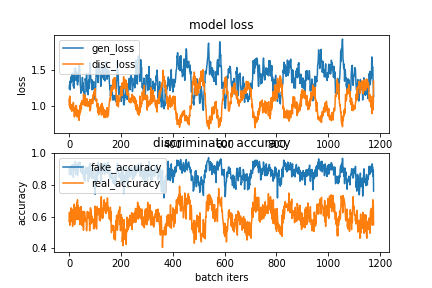 model loss
gen_loss
disc_loss
1.5
1.0
loss
0 200 400 600 800 1000 1200
discriminator accuracy
fake_accuracy
real_accuracy
1.0
0.8
0.6
0.4
accuracy
0 200 400 600 800 1000 1200
batch iters